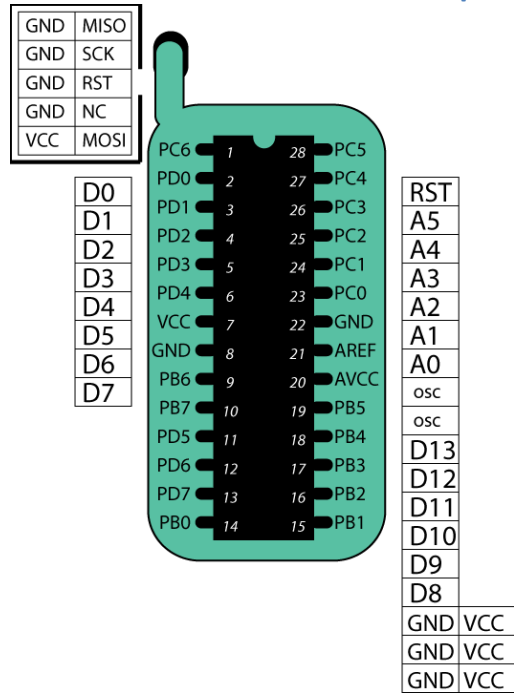 GND MISO
GND SCK
GND RST
GND NC
VCC MOSI
D0
D1
D2
D3
D4
D5
D6
D7
PC6 1 28 PC5
PD0 2 27 PC4
PD1 3 26 PC3
PD2 4 25 PC2
PD3 5 24 PC1
PD4 6 23 PC0
VCC 7 22 GND
GND 8 21 AREF
PB6 9 20 AVCC
PB7 10 19 PB5
PD5 11 18 PB4
PD6 12 17 PB3
PD7 13 16 PB2
PB0 14 15 PB1
RST
A5
A4
A3
A2
A1
A0
osc
osc
D13
D12
D11
D10
D9
D8
GND VCC
GND VCC
GND VCC